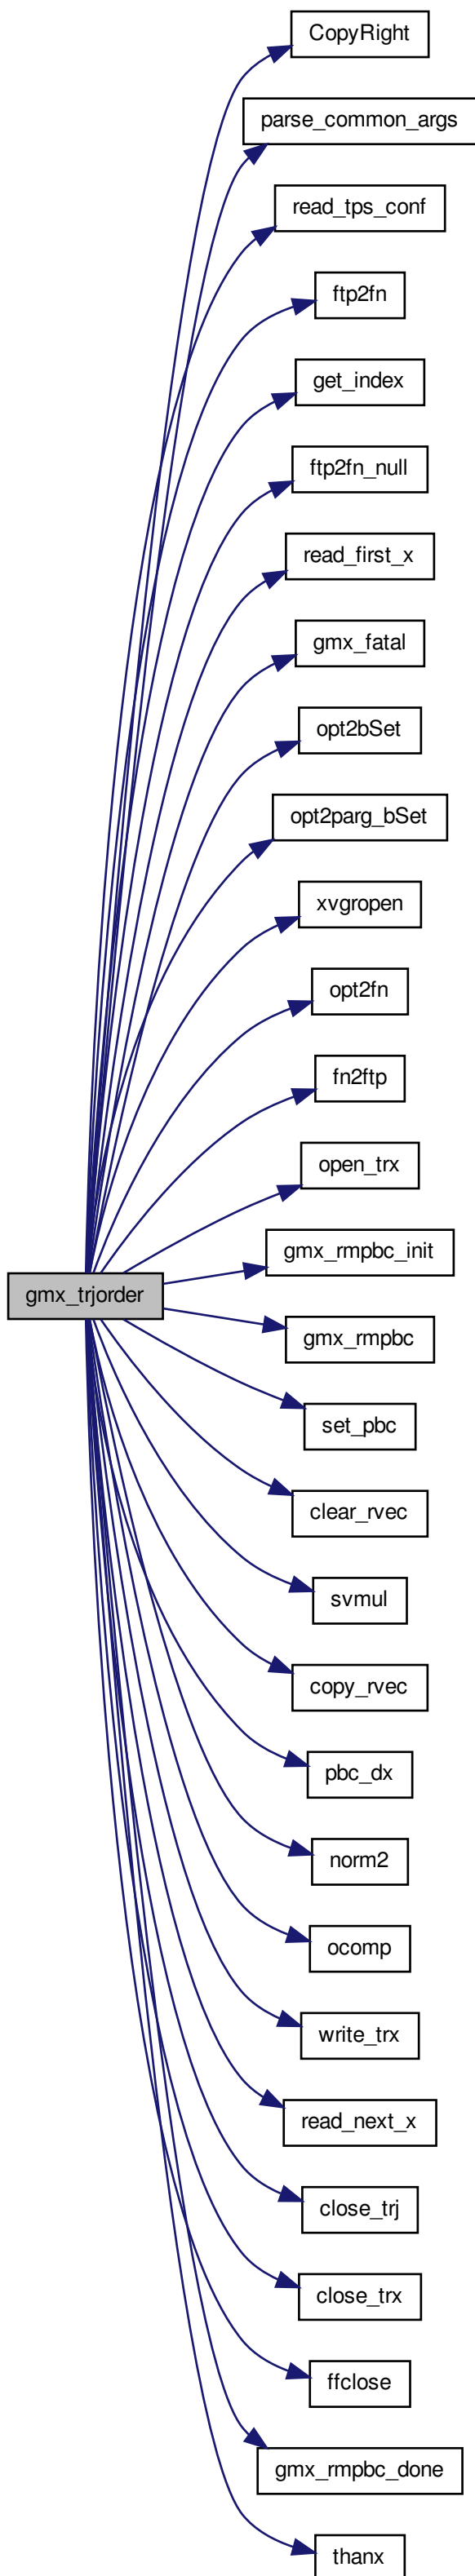 CopyRight
parse_common_args
read_tps_conf
ftp2fn
get_index
ftp2fn_null
read_first_x
gmx_fatal
opt2bSet
opt2parg_bSet
xvgropen
opt2fn
fn2ftp
open_trx
gmx_rmpbc_init
gmx_trjorder
gmx_rmpbc
set_pbc
clear_rvec
svmul
copy_rvec
pbc_dx
norm2
ocomp
write_trx
read_next_x
close_trj
close_trx
ffclose
gmx_rmpbc_done
thanx